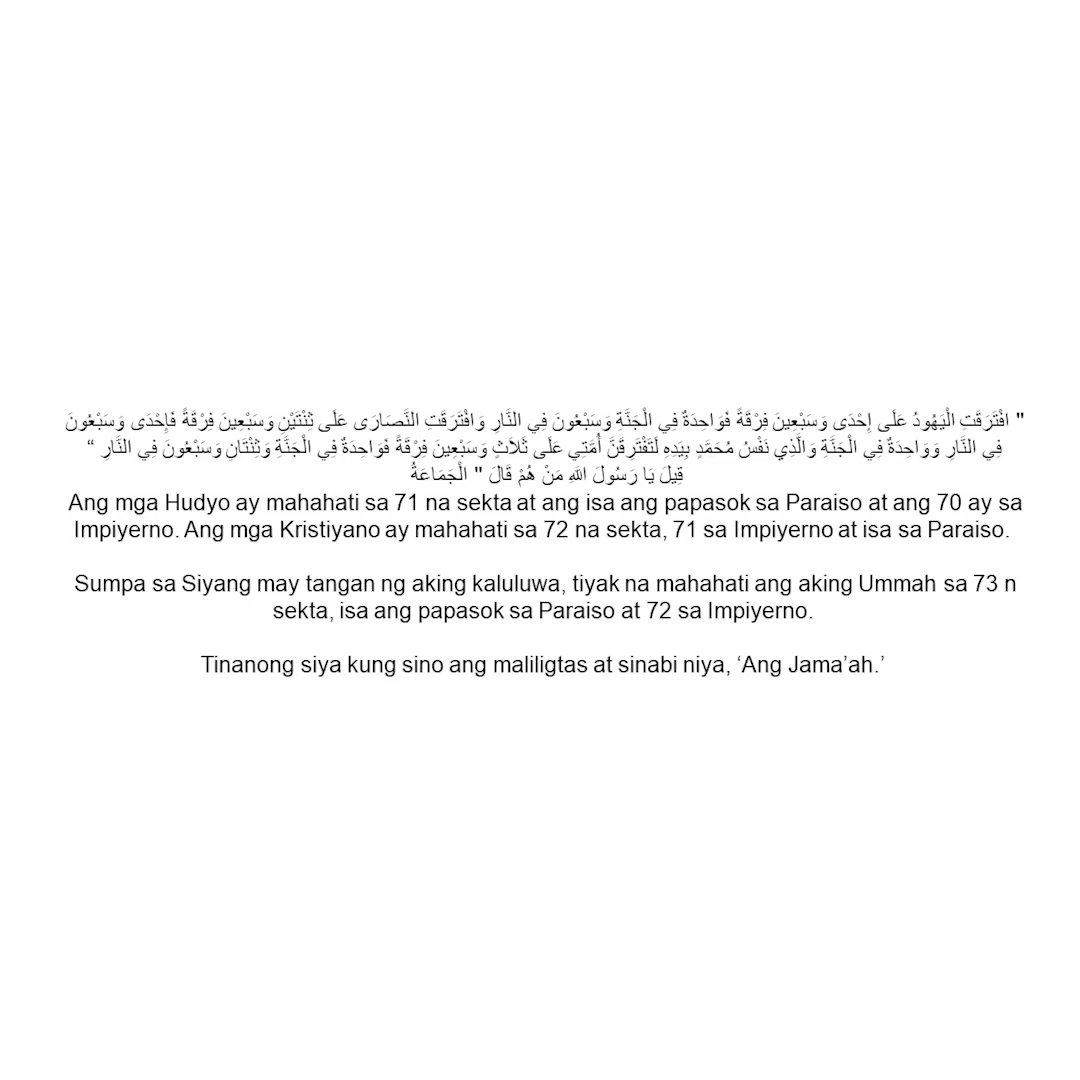 " افْتَرَقَتِ الْيَهُودُ عَلَى إِحْدَى وَسَبْعِينَ فِرْقَةً فَوَاحِدَةٌ فِي الْجَنَّةِ وَسَبْعُونَ فِي النَّارِ وَافْتَرَقَتِ النَّصَارَى عَلَى ثِنْتَيْنِ وَسَبْعِينَ فِرْقَةً فَإِحْدَى وَسَبْعُونَ
فِي النَّارِ وَوَاحِدَةٌ فِي الْجَنَّةِ وَالَّذِي نَفْسُ مُحَمَّدٍ بِيَدِهِ لَتَفْتَرِقَنَّ أُمَّتِي عَلَى ثَلاَثٍ وَسَبْعِينَ فِرْقَةً فَوَاحِدَةٌ فِي الْجَنَّةِ وَثِنْتَانِ وَسَبْعُونَ فِي النَّارِ “
قِيلَ يَا رَسُولَ اللَّهِ مَنْ هُمْ قَالَ " الْجَمَاعَةُ
Ang mga Hudyo ay mahahati sa 71 na sekta at ang isa ang papasok sa Paraiso at ang 70 ay sa
Impiyerno. Ang mga Kristiyano ay mahahati sa 72 na sekta, 71 sa Impiyerno at isa sa Paraiso.
Sumpa sa Siyang may tangan ng aking kaluluwa, tiyak na mahahati ang aking Ummah sa 73 n
sekta, isa ang papasok sa Paraiso at 72 sa Impiyerno.
Tinanong siya kung sino ang maliligtas at sinabi niya, ‘Ang Jama’ah.’